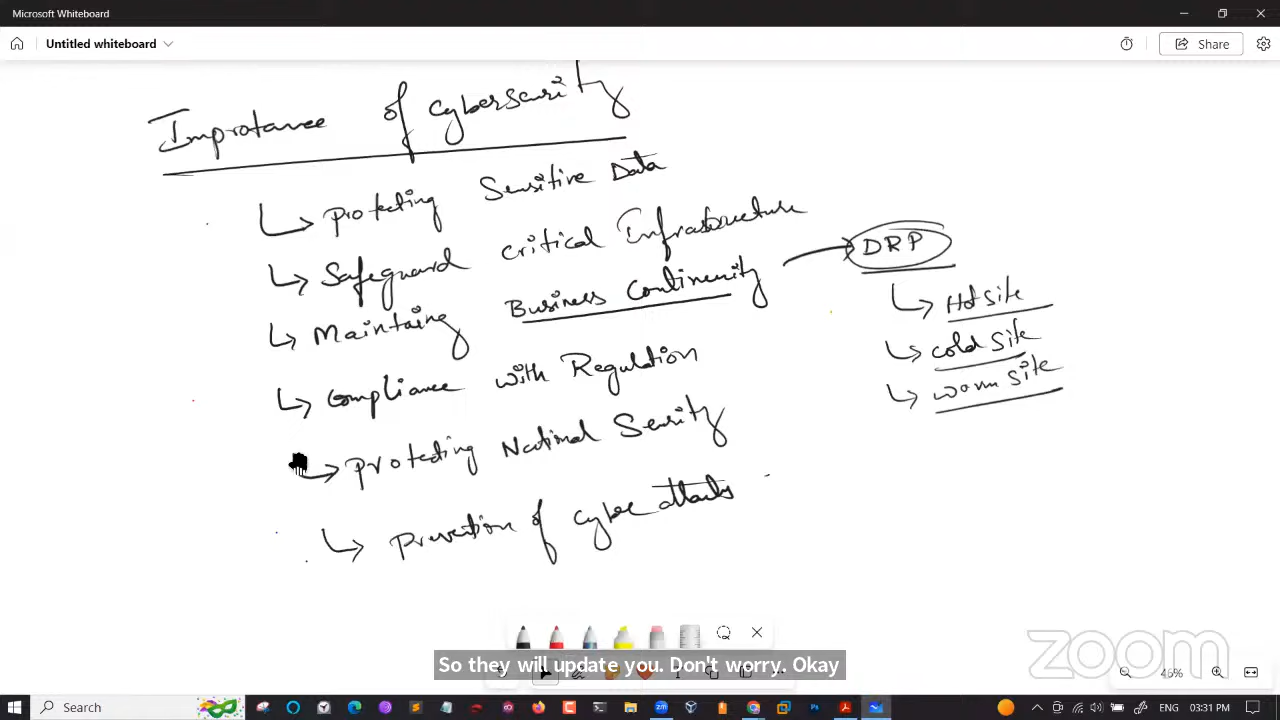 Microsoft Whiteboard
Untitled whiteboard
Share
Improtance of cybersecurity
Protecting Sensitive Data
Safeguard critical Infrastructure
Maintaing Business Continuity
DRP
Hot site
cold site
worm site
Compliance with Regulation
Protecting National Security
Prevention of cyber attacks
zoom
So they will update you. Don't worry. Okay
46%
Search
ENG
03:31 PM